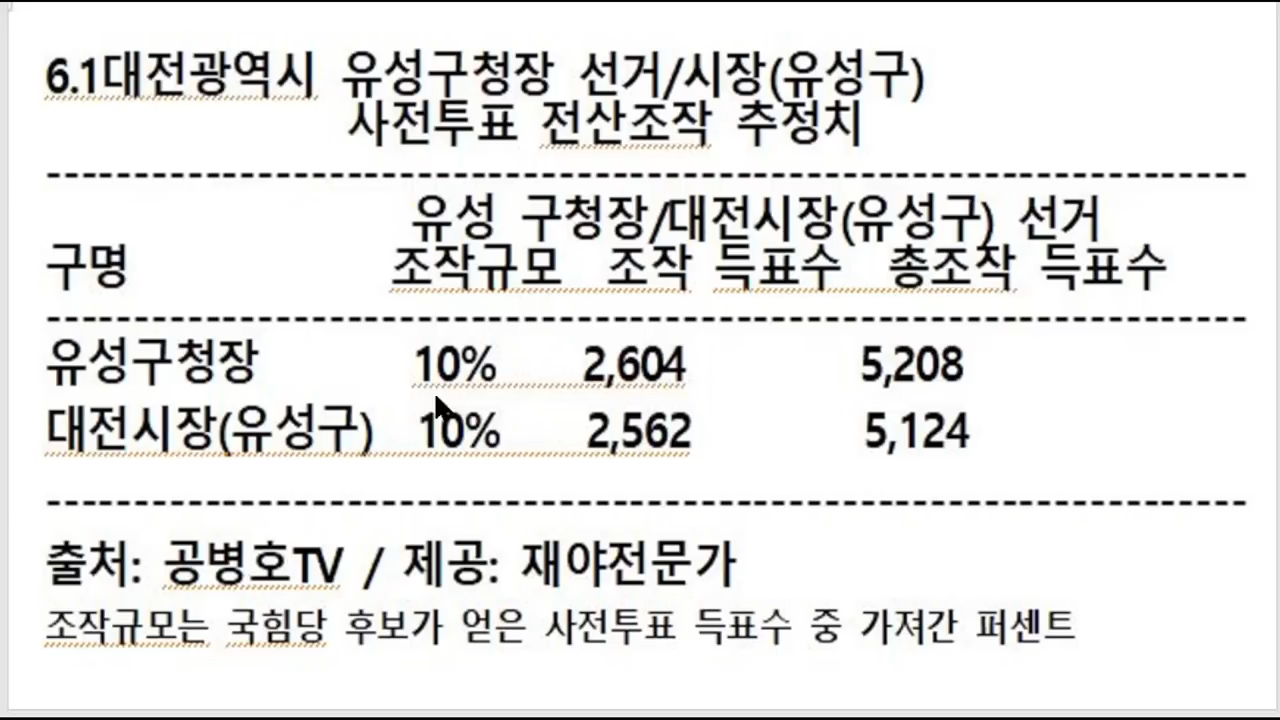 6.1대전광역시 유성구청장 선거/시장(유성구)
사전투표 전산조작 추정치
유성 구청장/대전시장(유성구) 선거
구명 조작규모 조작 득표수 총조작 득표수
유성구청장 10% 2,604 5,208
대전시장(유성구) 10% 2,562 5,124
출처: 공병호TV / 제공: 재야전문가
조작규모는 국힘당 후보가 얻은 사전투표 득표수 중 가져간 퍼센트